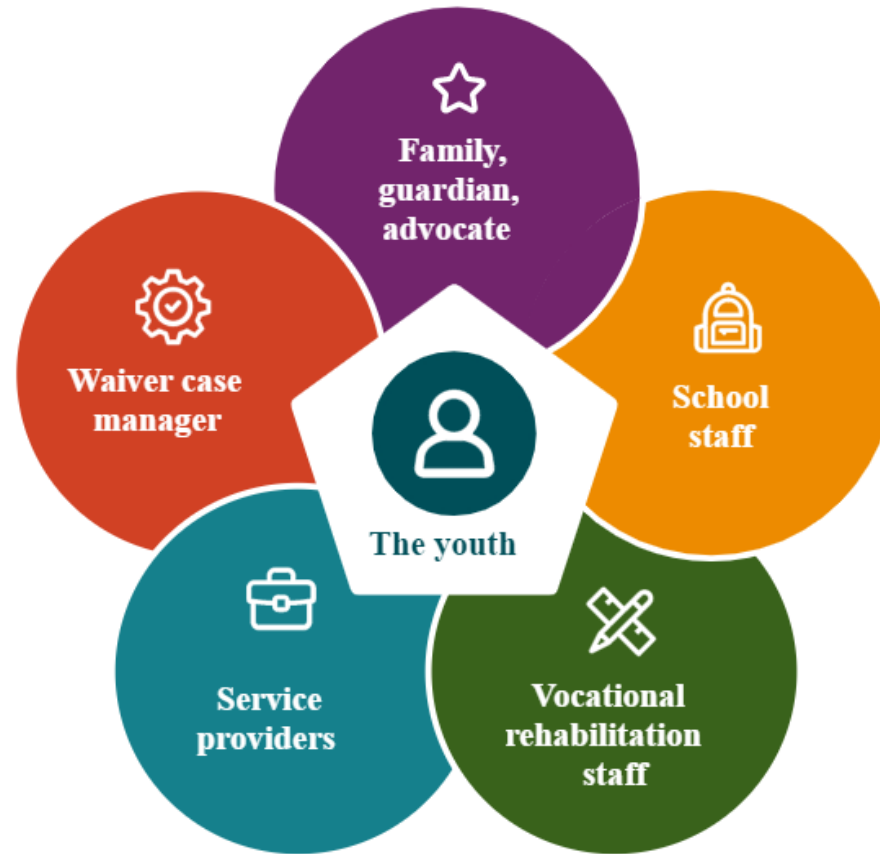 Family,
guardian,
advocate
School
staff
Vocational
rehabilitation
staff
Service
providers
Waiver case
manager
The youth